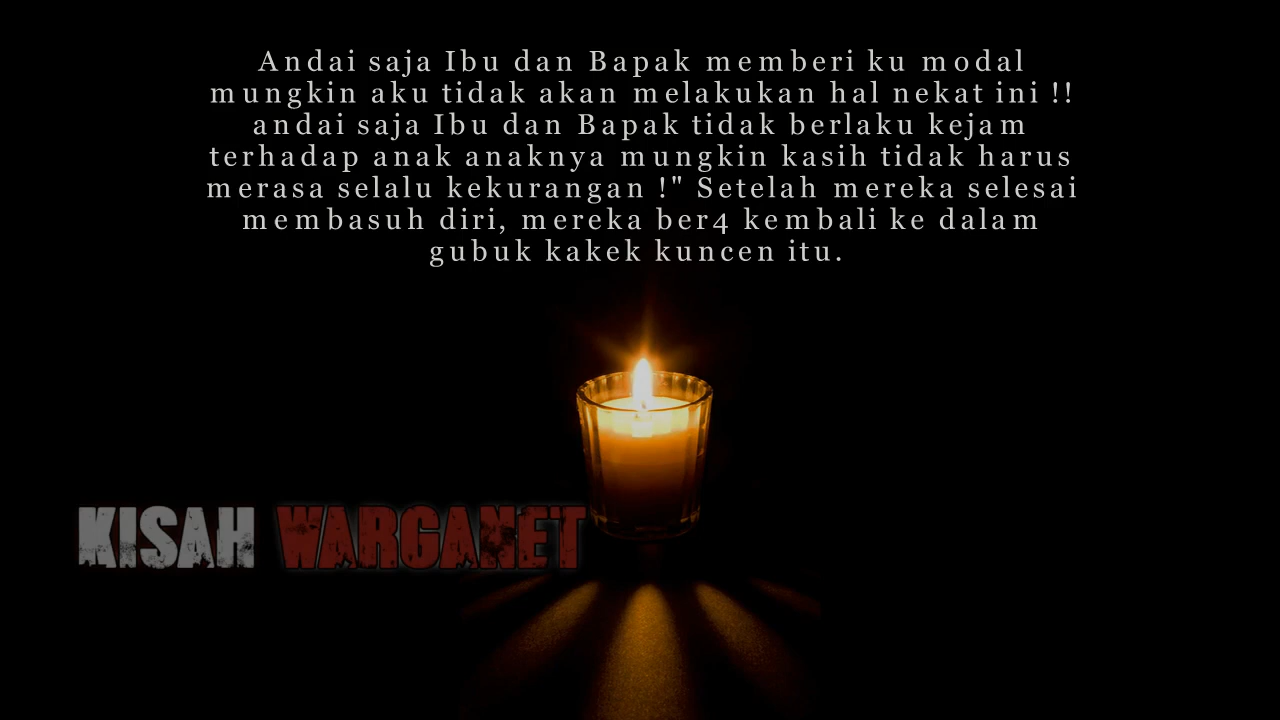 Andai saja Ibu dan Bapak memberi ku modal
mungkin aku tidak akan melakukan hal nekat ini !!
andai saja Ibu dan Bapak tidak berlaku kejam
terhadap anak anaknya mungkin kasih tidak harus
merasa selalu kekurangan !" Setelah mereka selesai
membasuh diri, mereka ber4 kembali ke dalam
gubuk kakek kuncen itu.
KISAH WARGANET